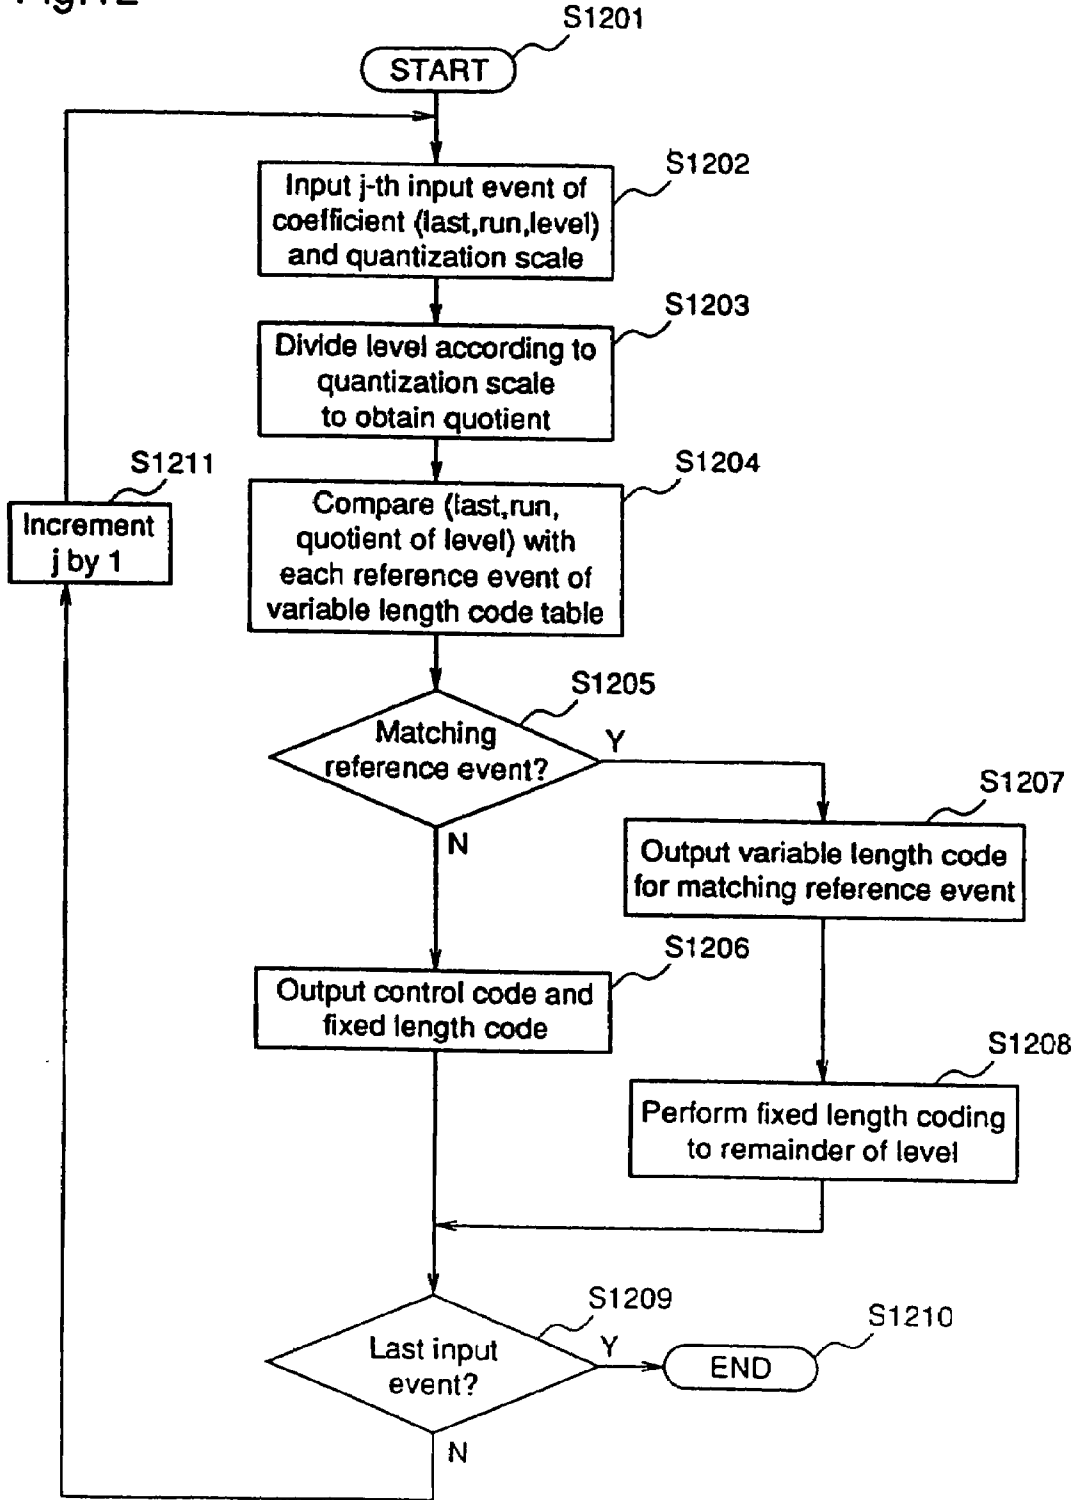 Fig.12
S1201
START
S1202
Input j-th input event of
coefficient (last,run,level)
and quantization scale
S1203
Divide level according to
quantization scale
to obtain quotient
S1211
Increment
j by 1
S1204
Compare (last,run,
quotient of level) with
each reference event of
variable length code table
S1205
Matching
reference event?
Y
N
S1207
Output variable length code
for matching reference event
S1206
Output control code and
fixed length code
S1208
Perform fixed length coding
to remainder of level
S1209
Last input
event?
Y
N
S1210
END